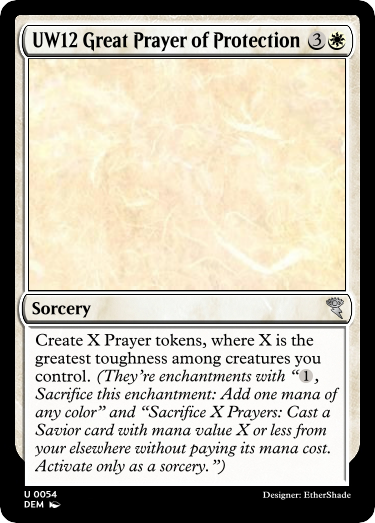 UW12 Great Prayer of Protection 3
Sorcery
Create X Prayer tokens, where X is the
greatest toughness among creatures you
control. (They're enchantments with “1,
Sacrifice this enchantment: Add one mana of
any color” and “Sacrifice X Prayers: Cast a
Savior card with mana value X or less from
your elsewhere without paying its mana cost.
Activate only as a sorcery.”)
U 0054
DEM
Designer: EtherShade